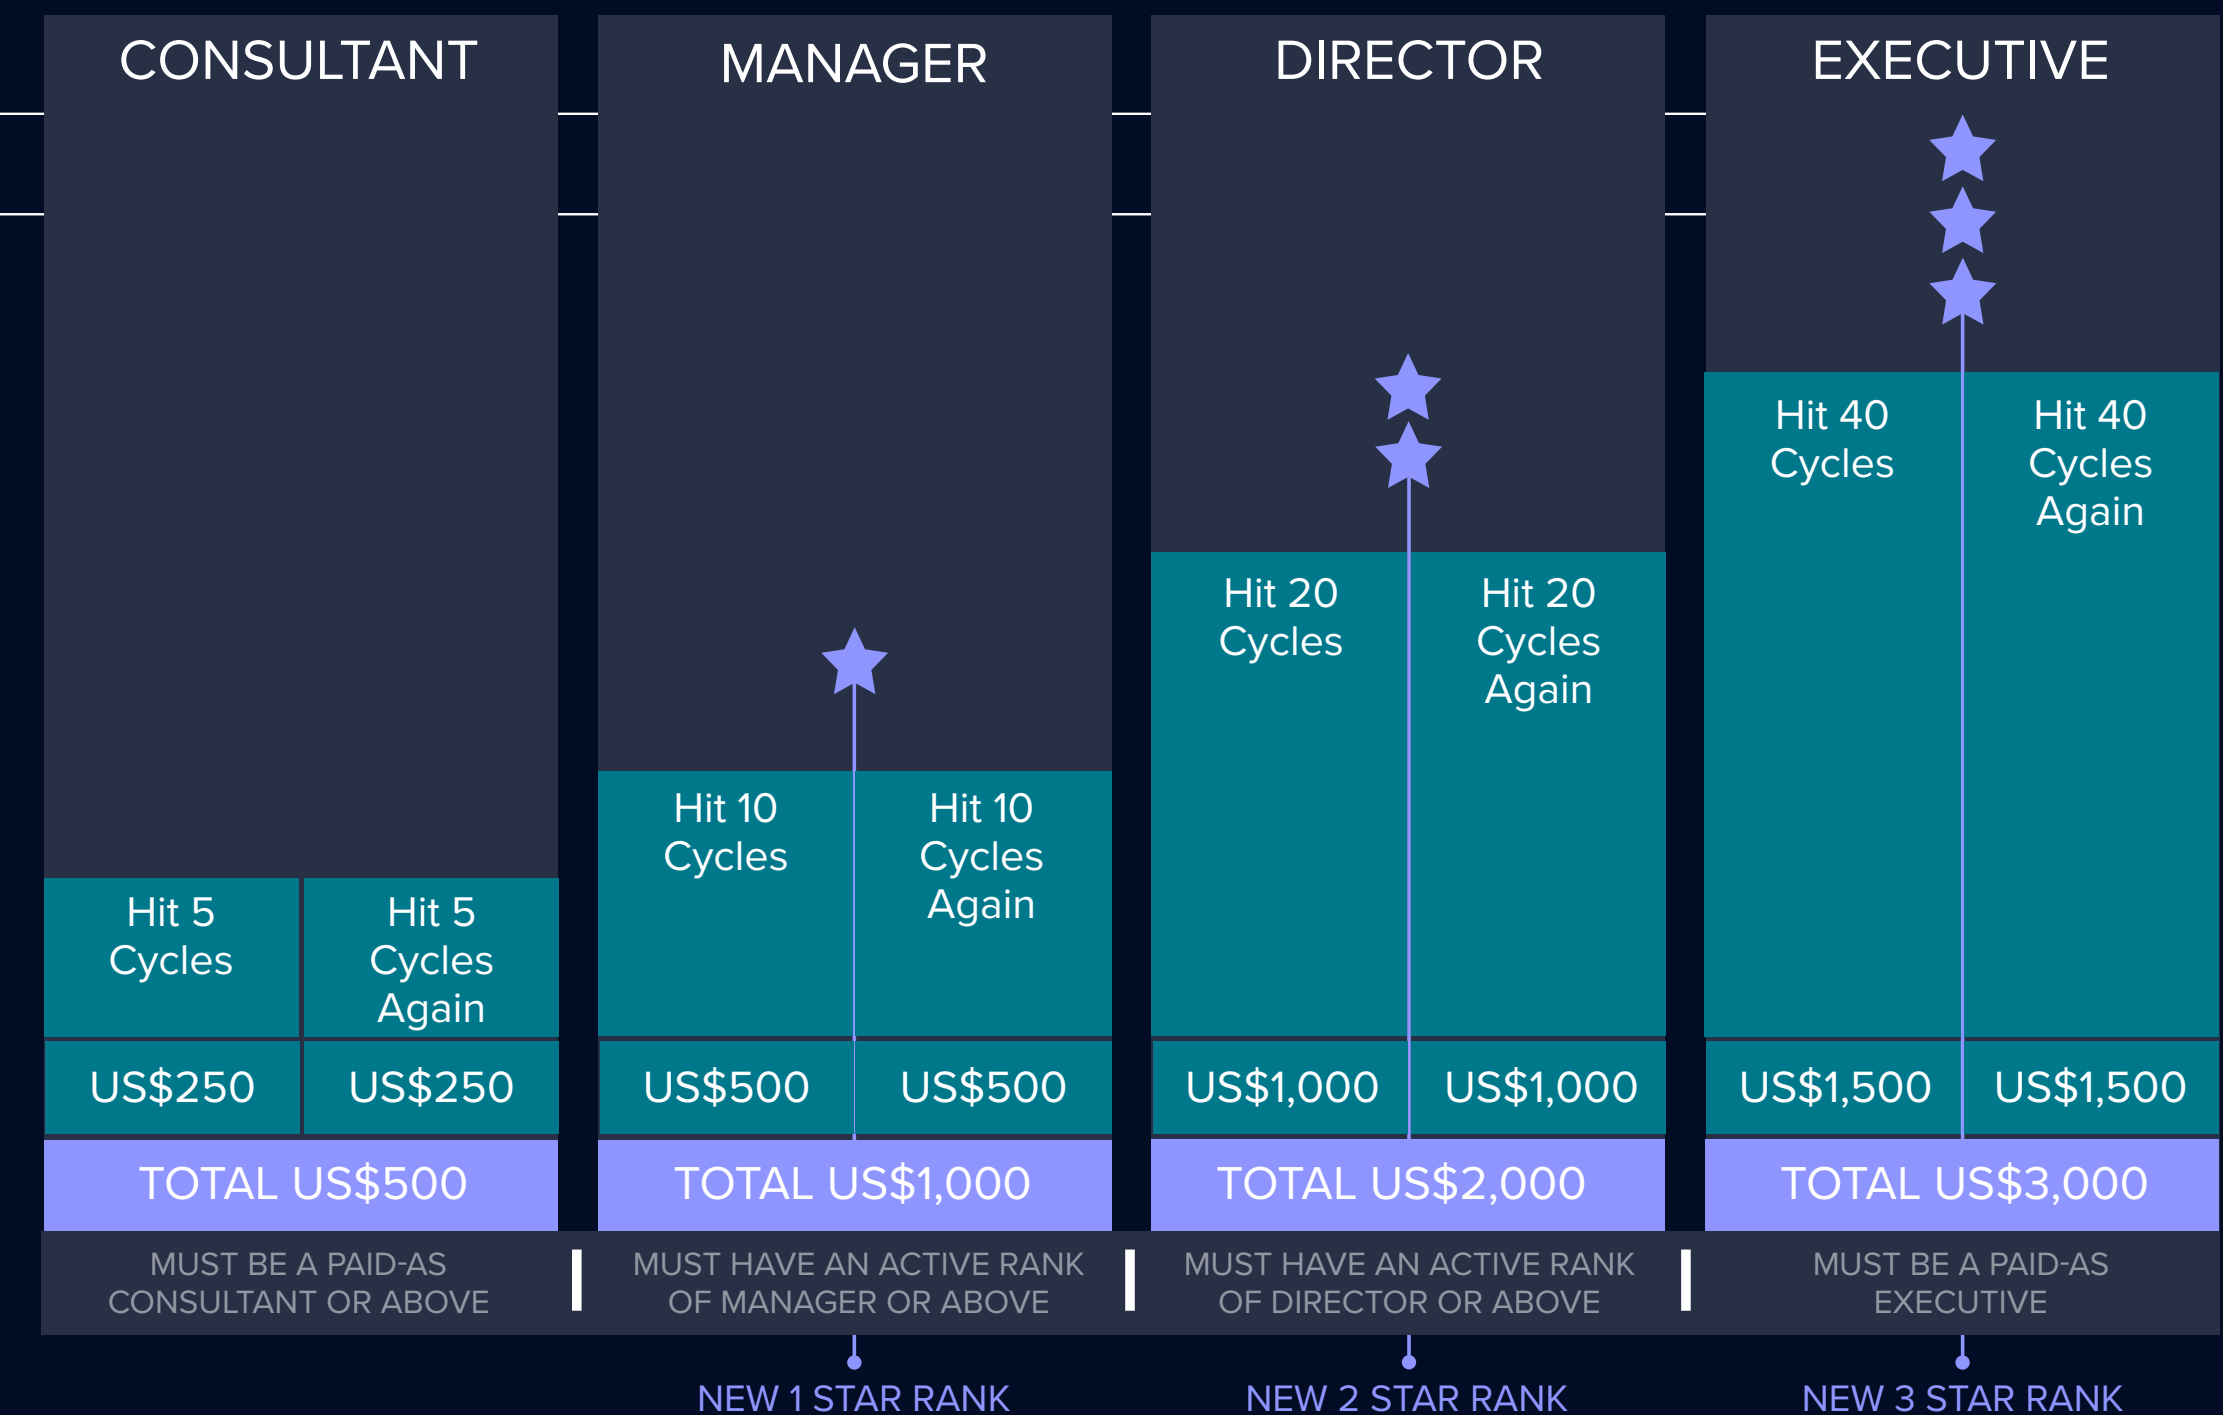 CONSULTANT
Hit 5
Cycles
Hit 5
Cycles
Again
US$250
US$250
TOTAL US$500
MUST BE A PAID-AS
CONSULTANT OR ABOVE
MANAGER
Hit 10
Cycles
Hit 10
Cycles
Again
US$500
US$500
TOTAL US$1,000
MUST HAVE AN ACTIVE RANK
OF MANAGER OR ABOVE
NEW 1 STAR RANK
DIRECTOR
Hit 20
Cycles
Hit 20
Cycles
Again
US$1,000
US$1,000
TOTAL US$2,000
MUST HAVE AN ACTIVE RANK
OF DIRECTOR OR ABOVE
NEW 2 STAR RANK
EXECUTIVE
Hit 40
Cycles
Hit 40
Cycles
Again
US$1,500
US$1,500
TOTAL US$3,000
MUST BE A PAID-AS
EXECUTIVE
NEW 3 STAR RANK